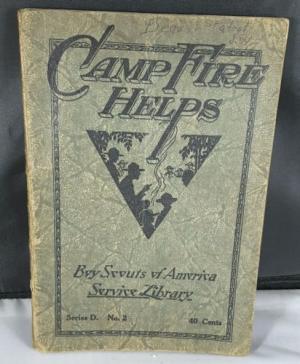 CAMP FIRE
HELPS
Boy Scouts of America
Service Library
Series D. No. 2 40 Cents